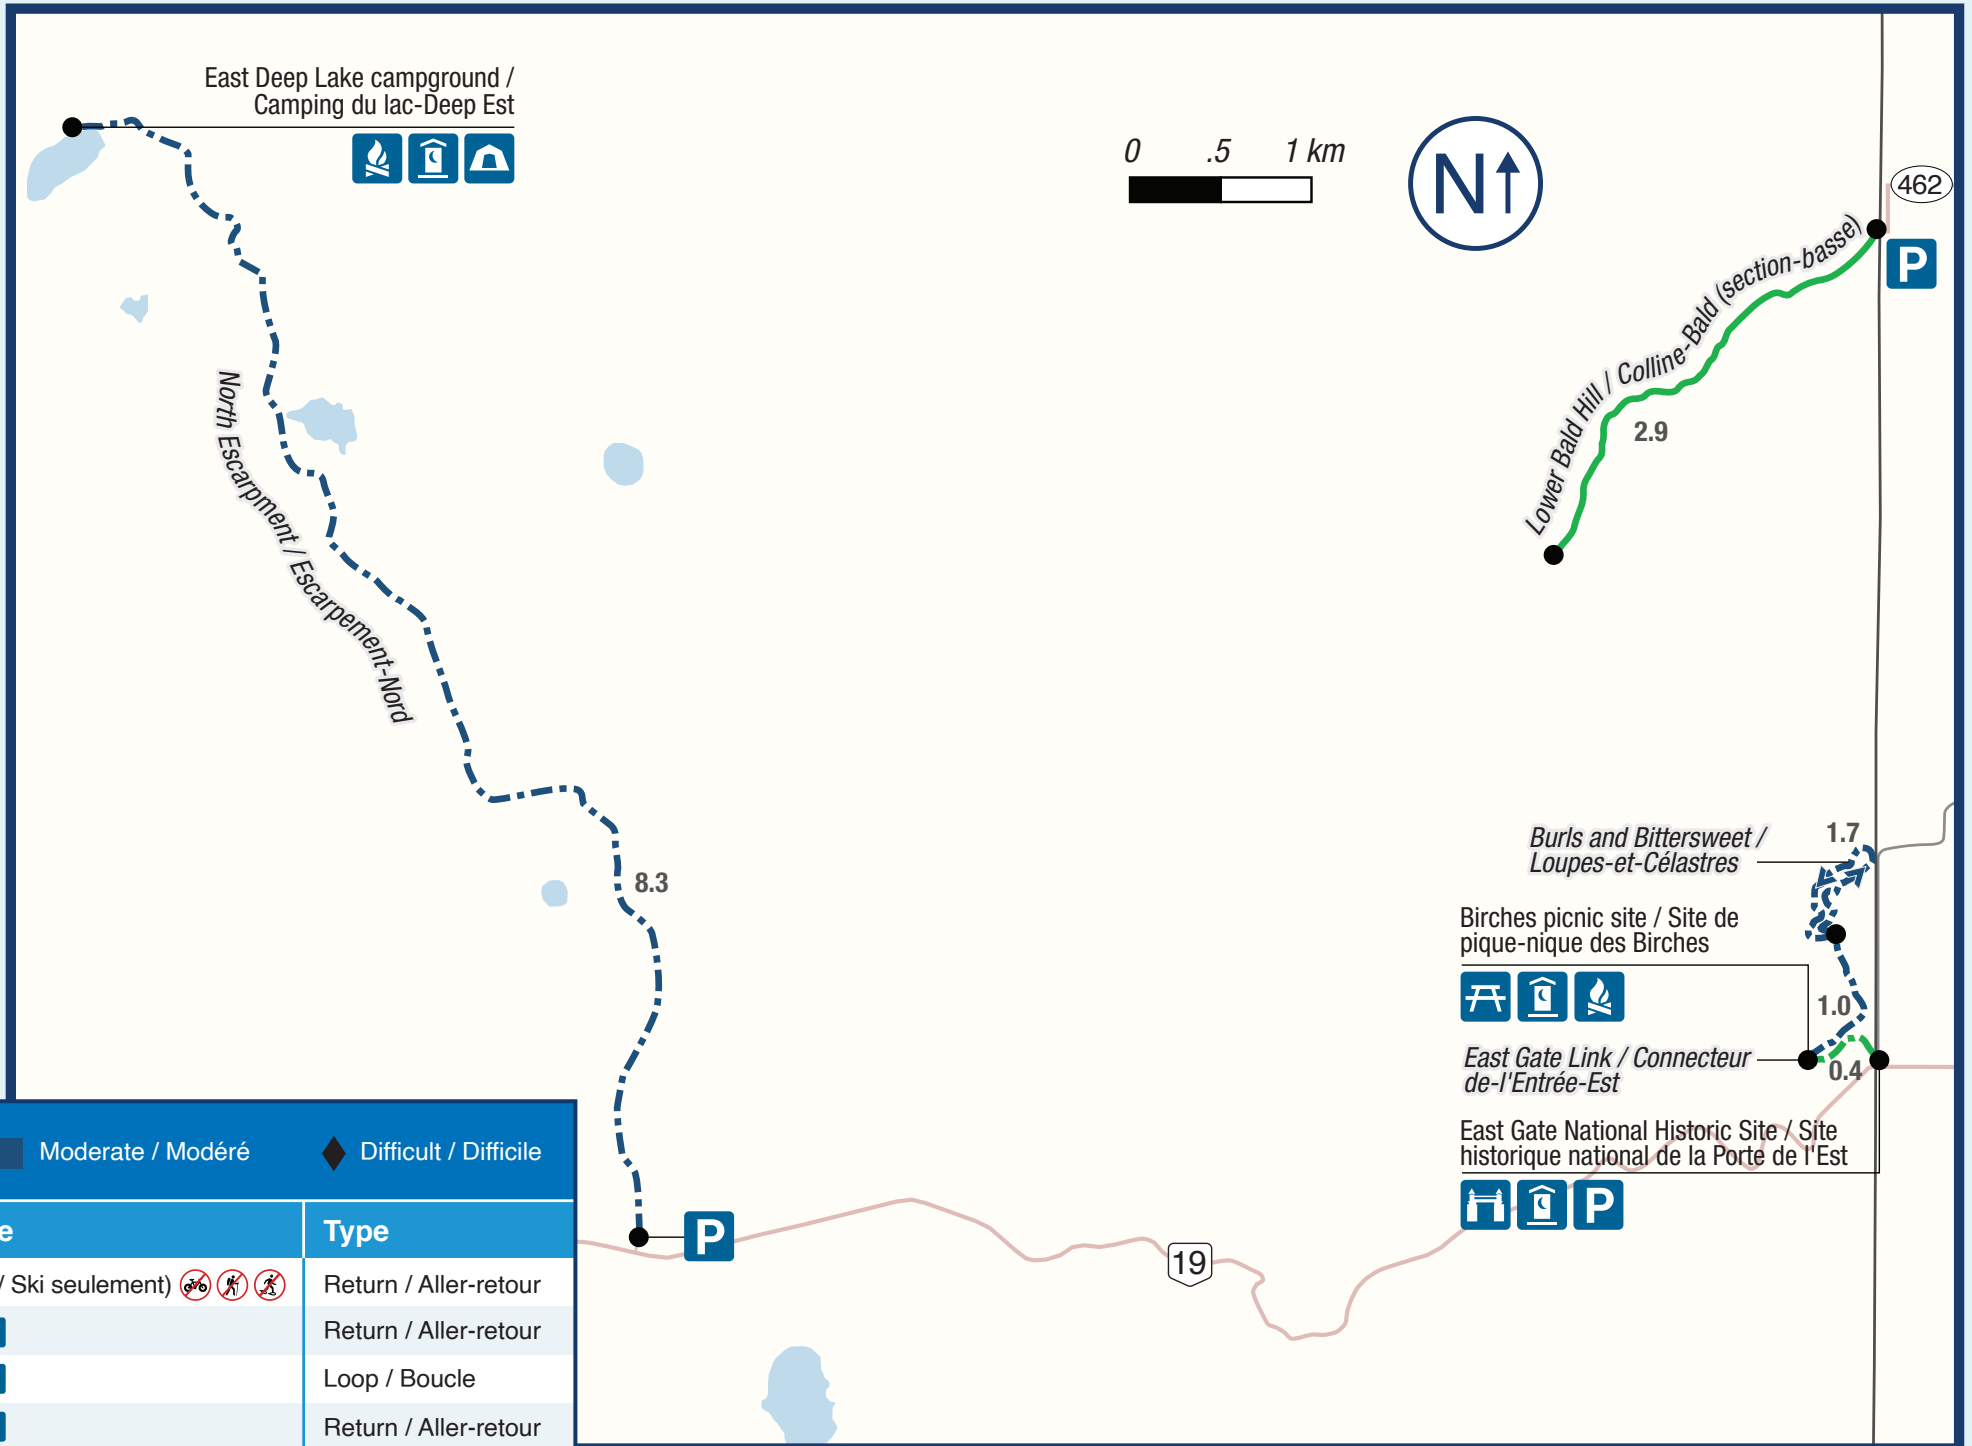 East Deep Lake campground /
Camping du lac-Deep Est
0 .5 1 km
N
462
P
Lower Bald Hill / Colline-Bald (section-basse)
2.9
North Escarpment / Escarpement-Nord
8.3
Burls and Bittersweet /
Loupes-et-Célastres
1.7
Birches picnic site / Site de
pique-nique des Birches
1.0
East Gate Link / Connecteur
de-l'Entrée-Est
0.4
East Gate National Historic Site / Site
historique national de la Porte de l'Est
P
P
19
Moderate / Modéré
Difficult / Difficile
e
Type
/ Ski seulement)
Return / Aller-retour
Return / Aller-retour
Loop / Boucle
Return / Aller-retour